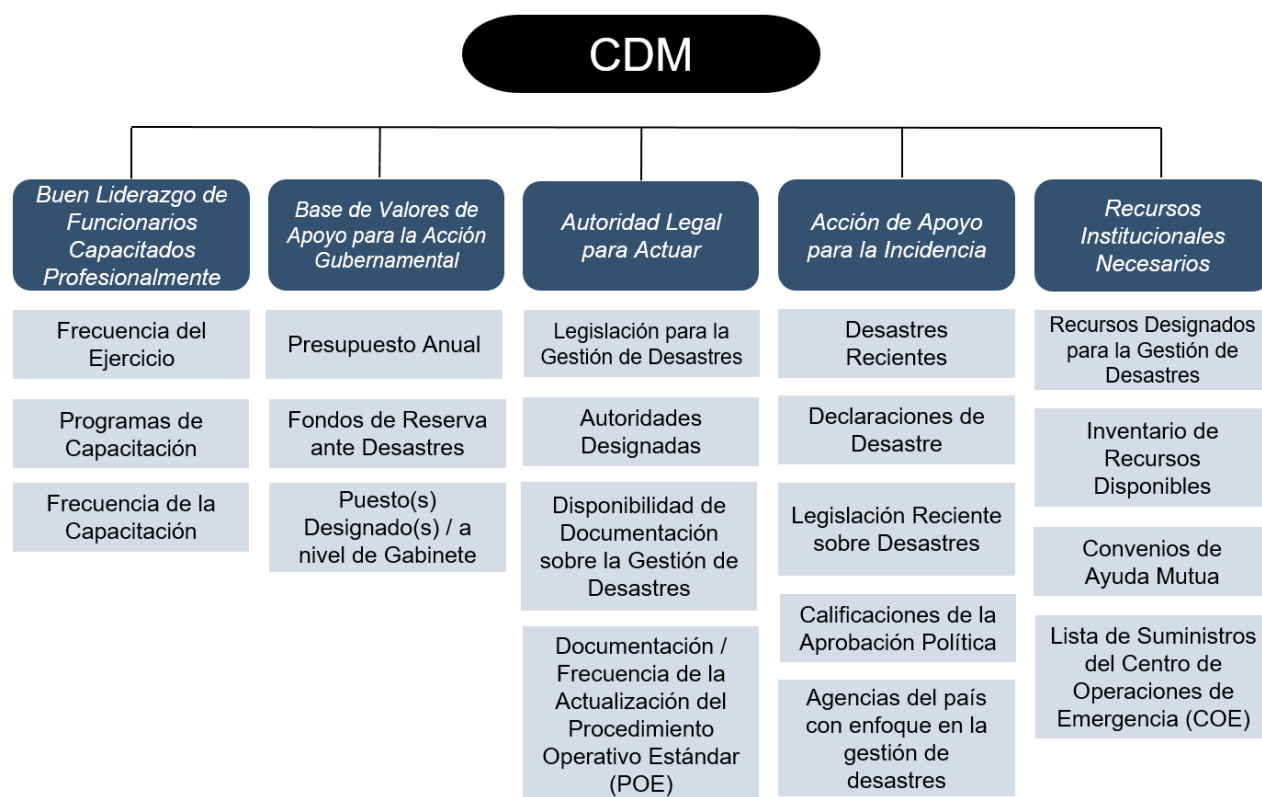 CDM
Buen Liderazgo de
Funcionarios
Capacitados
Profesionalmente
Frecuencia del
Ejercicio
Programas de
Capacitación
Frecuencia de la
Capacitación
Base de Valores de
Apoyo para la Acción
Gubernamental
Presupuesto Anual
Fondos de Reserva
ante Desastres
Puesto(s)
Designado(s) / a
nivel de Gabinete
Autoridad Legal
para Actuar
Legislación para la
Gestión de Desastres
Autoridades
Designadas
Disponibilidad de
Documentación
sobre la Gestión de
Desastres
Documentación /
Frecuencia de la
Actualización del
Procedimiento
Operativo Estándar
(POE)
Acción de Apoyo
para la Incidencia
Desastres
Recientes
Declaraciones de
Desastre
Legislación Reciente
sobre Desastres
Calificaciones de la
Aprobación Política
Agencias del país
con enfoque en la
gestión de
desastres
Recursos
Institucionales
Necesarios
Recursos Designados
para la Gestión de
Desastres
Inventario de
Recursos
Disponibles
Convenios de
Ayuda Mutua
Lista de Suministros
del Centro de
Operaciones de
Emergencia (COE)